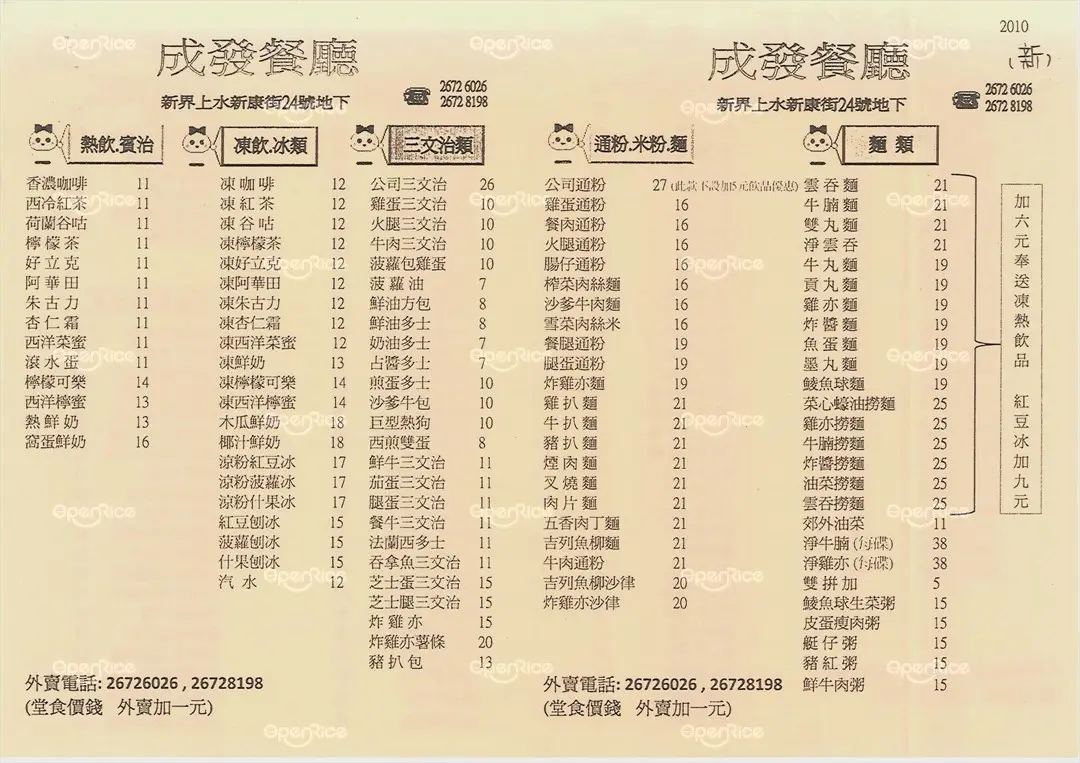 2010
(新)
成發餐廳
新界上水新康街24號地下
☎ 2672 6026
2672 8198
熱飲.賓治
香濃咖啡 11
西冷紅茶 11
荷蘭谷咕 11
檸檬茶 11
好立克 11
阿華田 11
朱古力 11
杏仁霜 11
西洋菜蜜 11
滾水蛋 11
檸檬可樂 14
西洋檸蜜 13
熱鮮奶 13
窩蛋鮮奶 16
凍飲.冰類
凍咖啡 12
凍紅茶 12
凍谷咕 12
凍檸檬茶 12
凍好立克 12
凍阿華田 12
凍朱古力 12
凍杏仁霜 12
凍西洋菜蜜 12
凍鮮奶 13
凍檸檬可樂 14
凍西洋檸蜜 14
木瓜鮮奶 18
椰汁鮮奶 18
涼粉紅豆冰 17
涼粉菠蘿冰 17
涼粉什果冰 17
紅豆刨冰 15
菠蘿刨冰 15
什果刨冰 15
汽水 12
三文治類
公司三文治 26
雞蛋三文治 10
火腿三文治 10
牛肉三文治 10
菠蘿包雞蛋 10
菠蘿油 7
鮮油方包 8
鮮油多士 8
奶油多士 7
占醬多士 7
煎蛋多士 10
沙爹牛包 10
巨型熱狗 10
西煎雙蛋 8
鮮牛三文治 11
茄蛋三文治 11
腿蛋三文治 11
餐牛三文治 11
法蘭西多士 11
吞拿魚三文治 11
芝士蛋三文治 15
芝士腿三文治 15
炸雞亦 15
炸雞亦薯條 20
豬扒包 13
外賣電話: 26726026 , 26728198
(堂食價錢 外賣加一元)
成發餐廳
新界上水新康街24號地下
☎ 2672 6026
2672 8198
通粉.米粉.麵
公司通粉 27 (此款下設加5元飲品優惠)
雞蛋通粉 16
餐肉通粉 16
火腿通粉 16
腸仔通粉 16
榨菜肉絲麵 16
沙爹牛肉麵 16
雪菜肉絲米 16
餐腿通粉 19
腿蛋通粉 19
炸雞亦麵 19
雞扒麵 21
牛扒麵 21
豬扒麵 21
煙肉麵 21
叉燒麵 21
肉片麵 21
五香肉丁麵 21
吉列魚柳麵 21
牛肉通粉 21
吉列魚柳沙律 20
炸雞亦沙律 20
外賣電話: 26726026 , 26728198
(堂食價錢 外賣加一元)
麵類
雲吞麵 21
牛腩麵 21
雙丸麵 21
淨雲吞 21
牛丸麵 19
貢丸麵 19
雞亦麵 19
炸醬麵 19
魚蛋麵 19
墨丸麵 19
鯪魚球麵 19
菜心蠔油撈麵 25
雞亦撈麵 25
牛腩撈麵 25
炸醬撈麵 25
油菜撈麵 25
雲吞撈麵 25
郊外油菜 11
淨牛腩 (每碟) 38
淨雞亦 (每碟) 38
雙拼加 5
鯪魚球生菜粥 15
皮蛋瘦肉粥 15
艇仔粥 15
豬紅粥 15
鮮牛肉粥 15
加六元奉送凍熱飲品 紅豆冰加九元